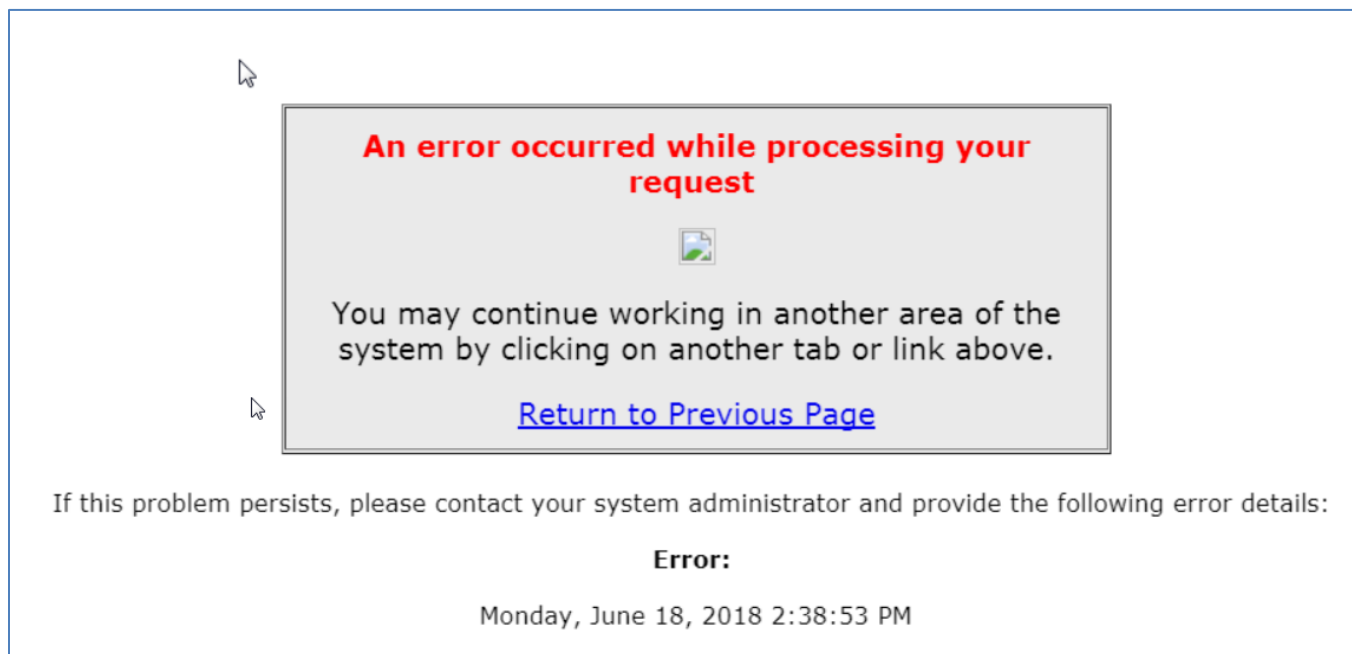 An error occurred while processing your
request
You may continue working in another area of the
system by clicking on another tab or link above.
Return to Previous Page
If this problem persists, please contact your system administrator and provide the following error details:
Error:
Monday, June 18, 2018 2:38:53 PM